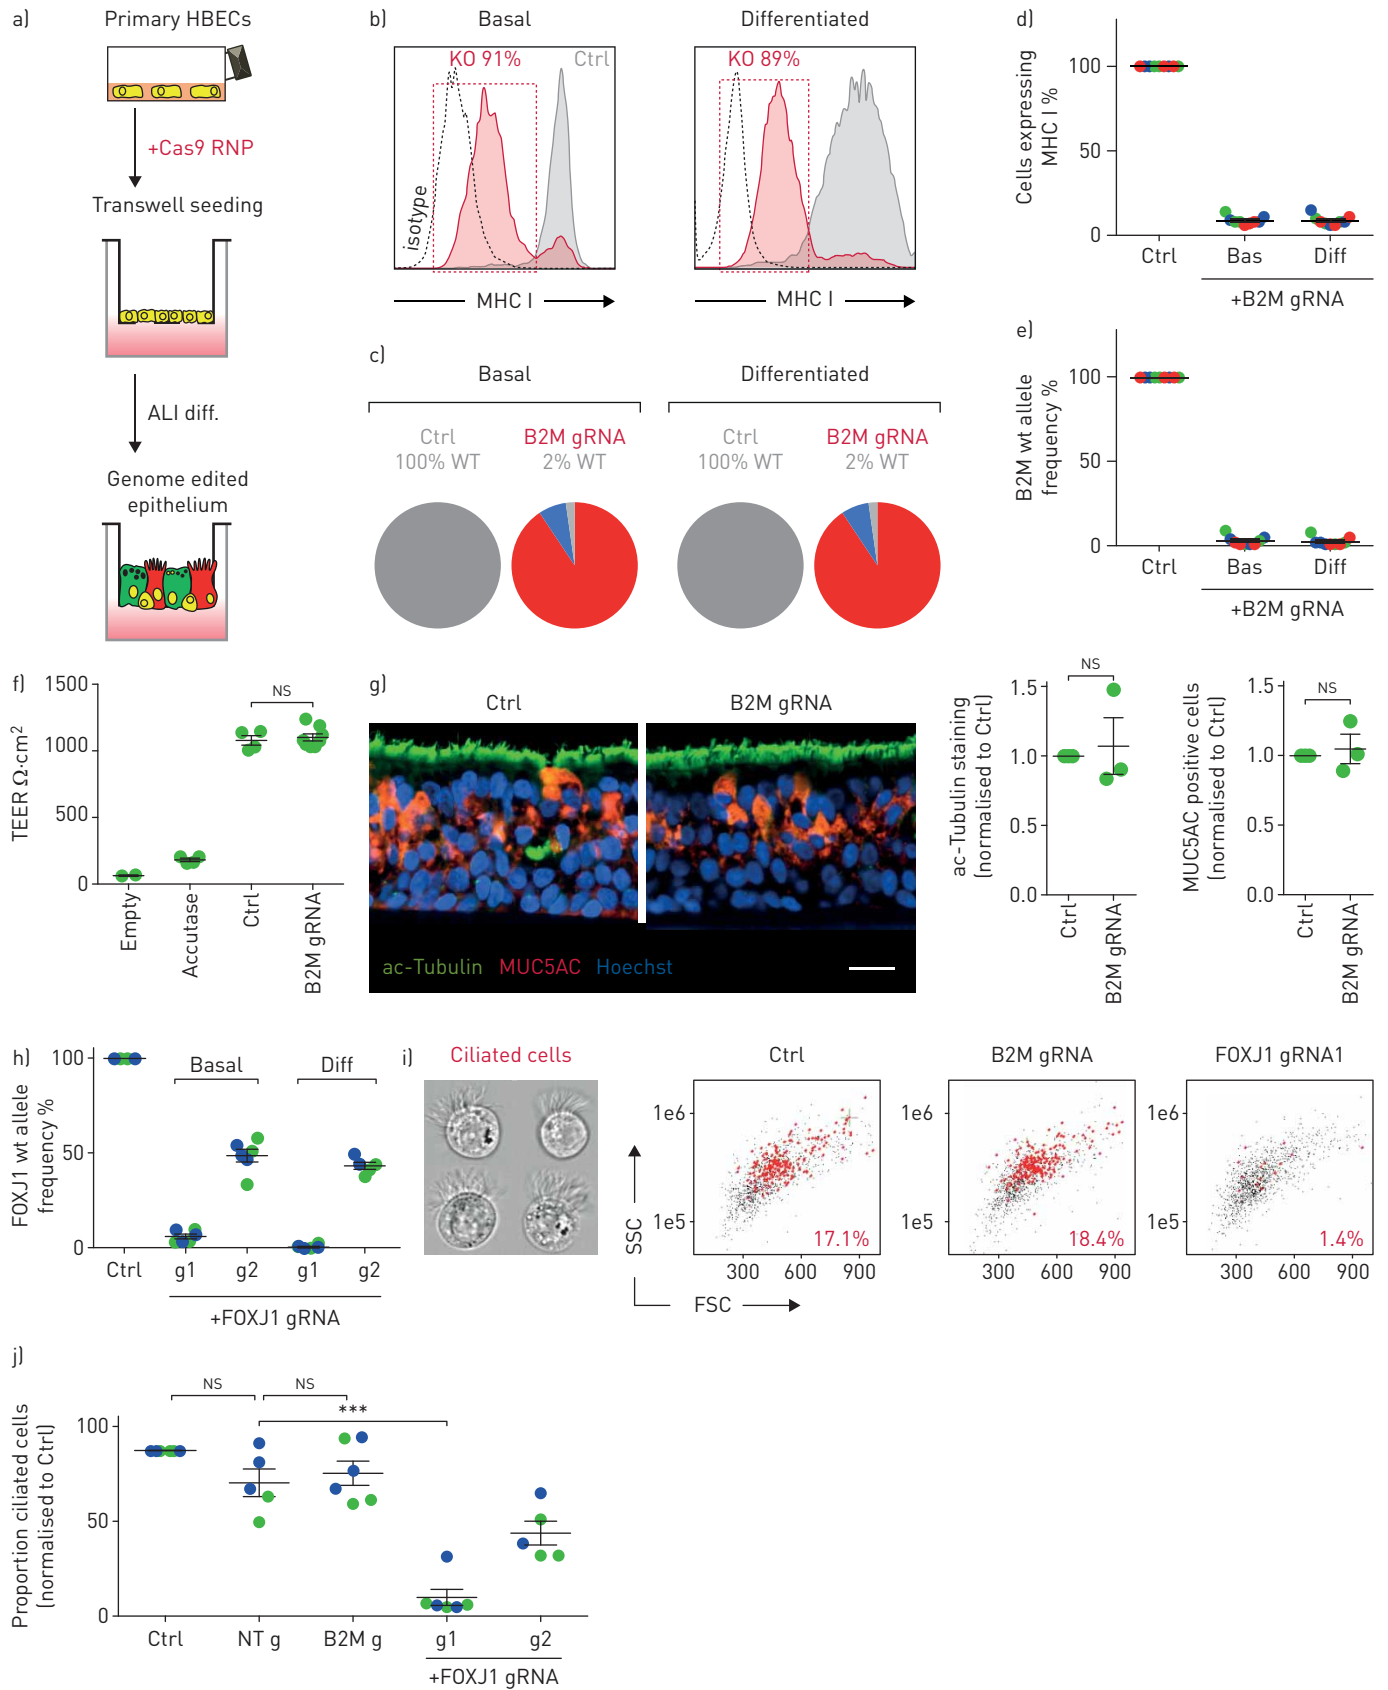 a)
Primary HBECs
+Cas9 RNP
Transwell seeding
ALI diff.
Genome edited
epithelium
b)
Basal
KO 91%
Ctrl
isotype
MHC I
Differentiated
KO 89%
MHC I
c)
Basal
Differentiated
Ctrl
100% WT
B2M gRNA
2% WT
Ctrl
100% WT
B2M gRNA
2% WT
d)
Cells expressing
MHC I %
100
50
0
Ctrl
Bas
Diff
+B2M gRNA
e)
B2M wt allele
frequency %
100
50
0
Ctrl
Bas
Diff
+B2M gRNA
f)
TEER Ω·cm²
1500
1000
500
0
NS
Empty
Accutase
Ctrl
B2M gRNA
g)
Ctrl
B2M gRNA
ac-Tubulin MUC5AC Hoechst
ac-Tubulin staining
(normalised to Ctrl)
1.5
1.0
0.5
0.0
NS
Ctrl
B2M gRNA
MUC5AC positive cells
(normalised to Ctrl)
1.5
1.0
0.5
0.0
NS
Ctrl
B2M gRNA
h)
FOXJ1 wt allele
frequency %
100
50
0
Basal
Diff
Ctrl
g1
g2
g1
g2
+FOXJ1 gRNA
i)
Ciliated cells
SSC
FSC
Ctrl
1e6
1e5
17.1%
300 600 900
B2M gRNA
1e6
1e5
18.4%
300 600 900
FOXJ1 gRNA1
1e6
1e5
1.4%
300 600 900
j)
Proportion ciliated cells
(normalised to Ctrl)
100
50
0
NS
NS
***
Ctrl
NT g
B2M g
g1
g2
+FOXJ1 gRNA